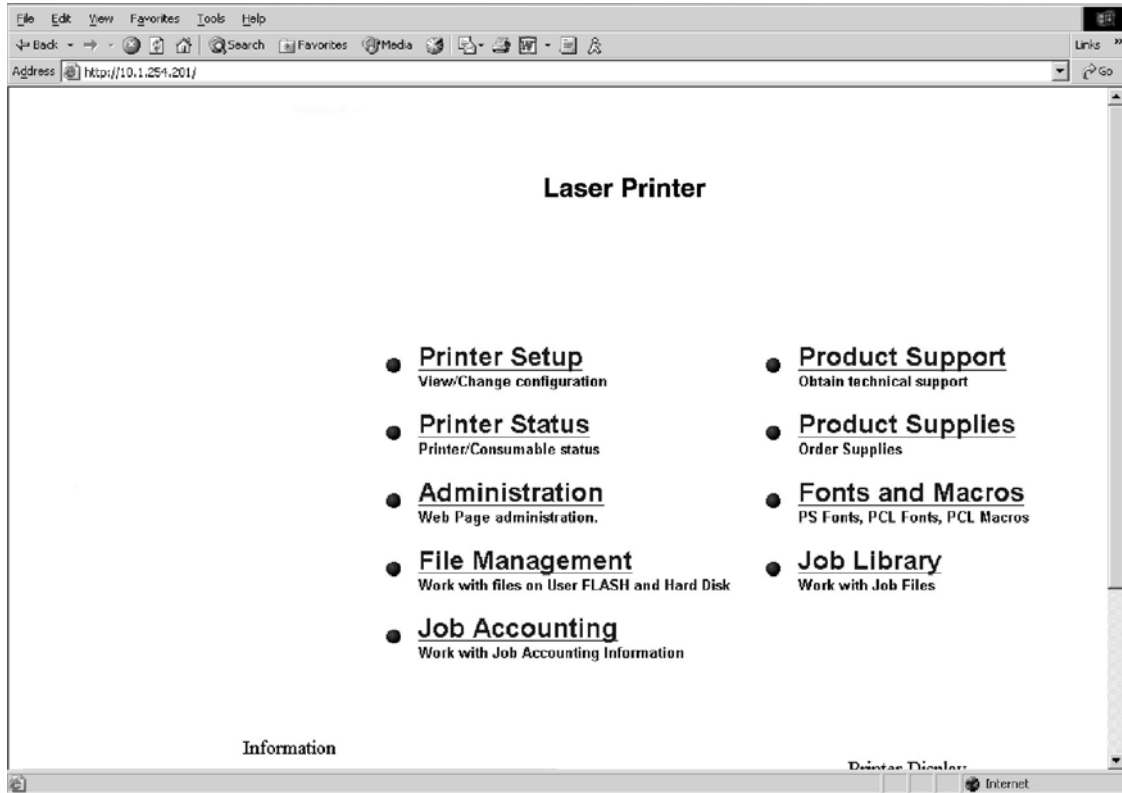 File Edit View Favorites Tools Help
Back Search Favorites Media Links »
Address http://10.1.254.201/ Go
Laser Printer
Printer Setup
View/Change configuration
Printer Status
Printer/Consumable status
Administration
Web Page administration.
File Management
Work with files on User FLASH and Hard Disk
Job Accounting
Work with Job Accounting Information
Product Support
Obtain technical support
Product Supplies
Order Supplies
Fonts and Macros
PS Fonts, PCL Fonts, PCL Macros
Job Library
Work with Job Files
Information
Printer Display
Internet